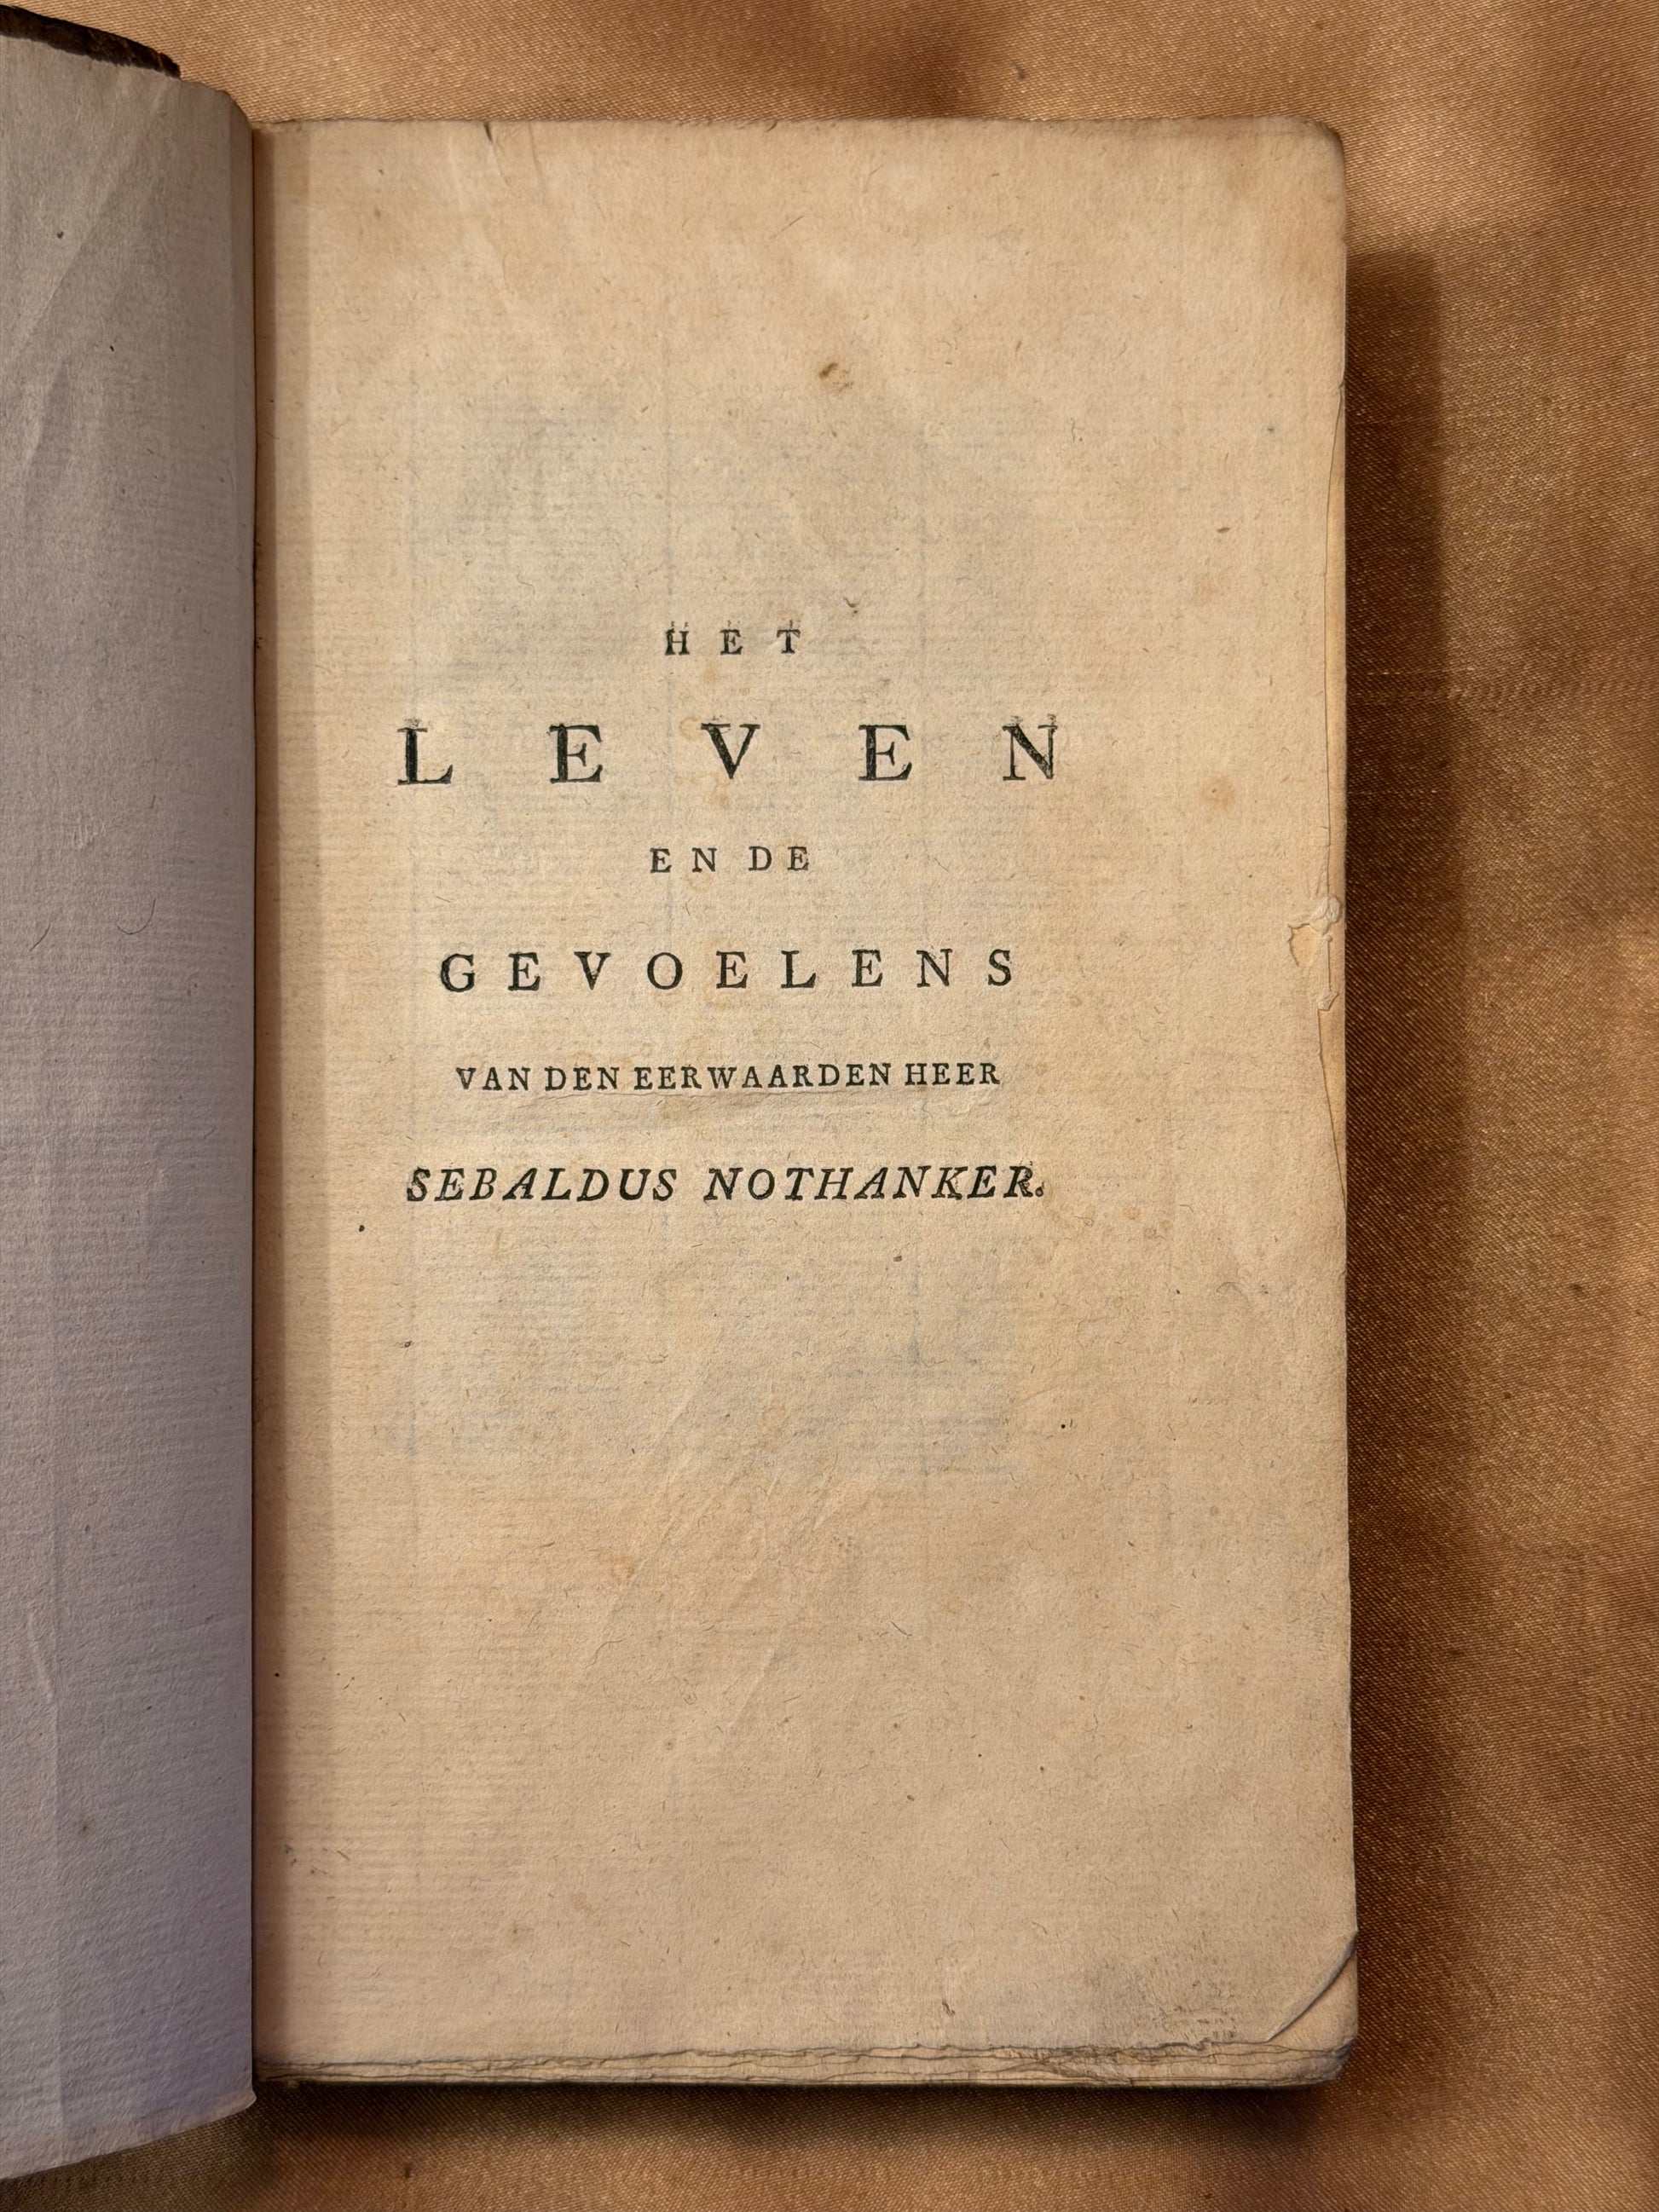 HET
LEVEN
EN DE
GEVOELENS
VAN DEN EERWAARDEN HEER
SEBALDUS NOTHANKER.